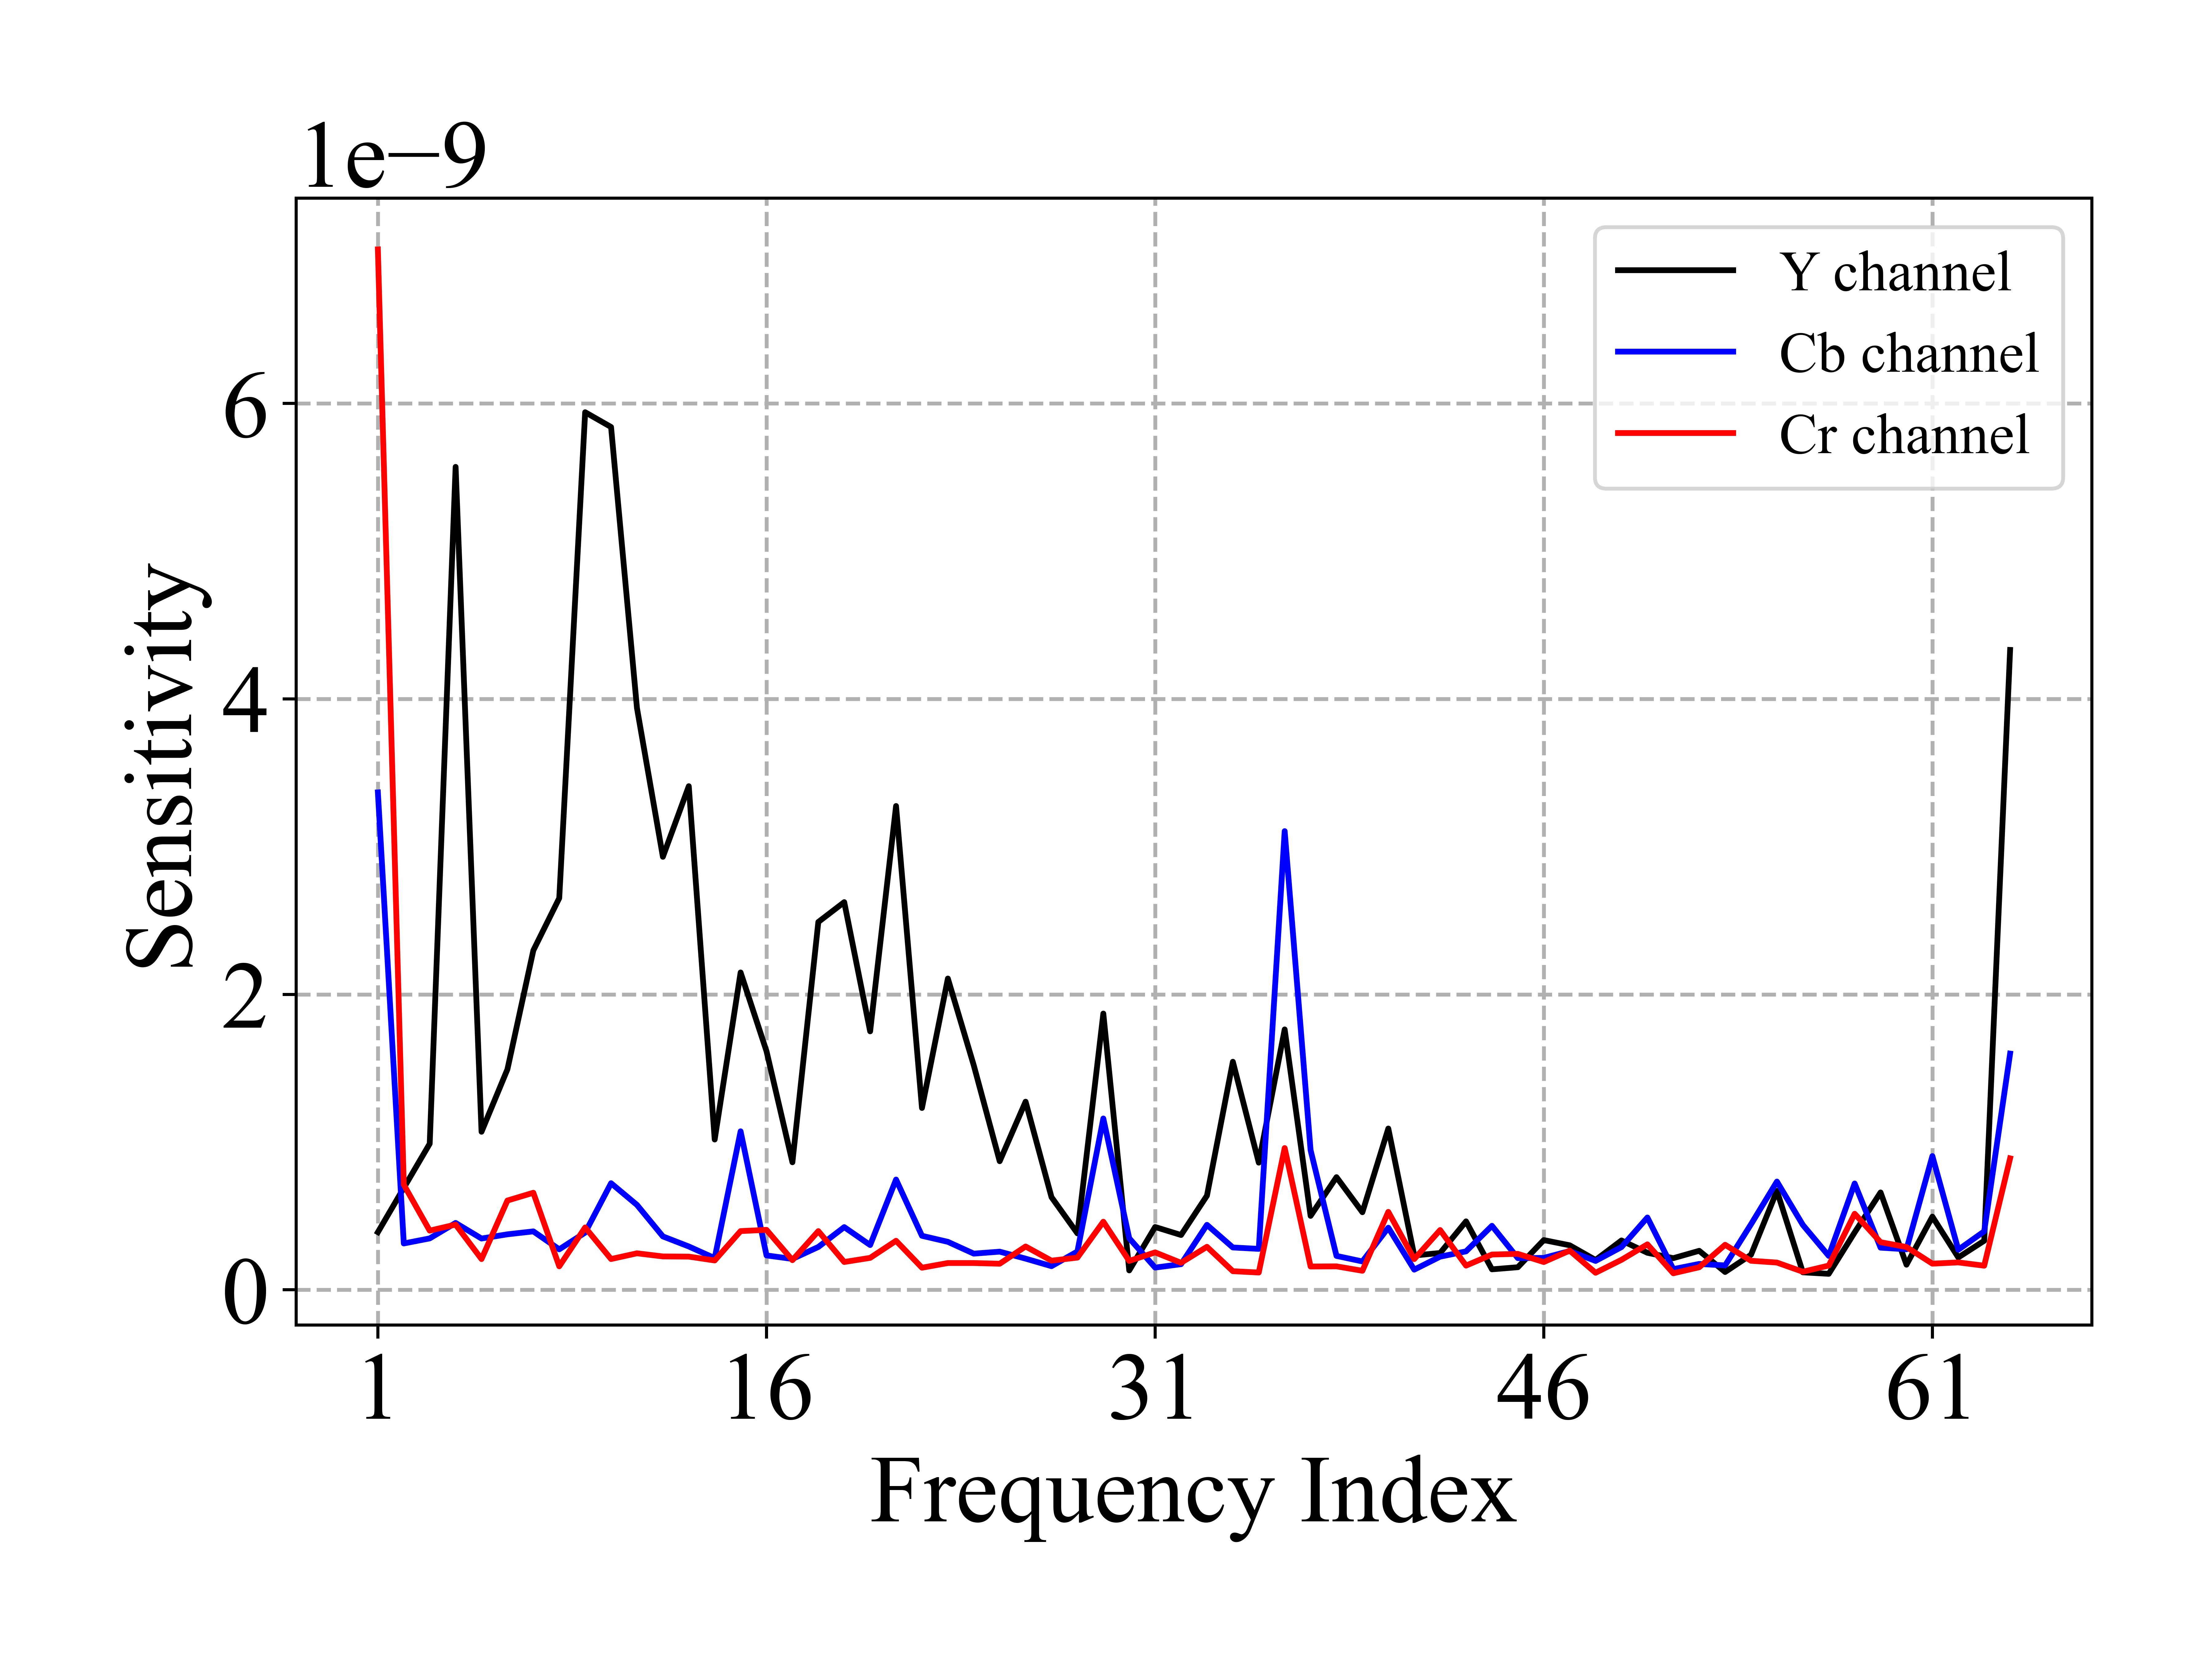 1e−9
Y channel
Cb channel
Cr channel
6
4
2
0
Sensitivity
1 16 31 46 61
Frequency Index